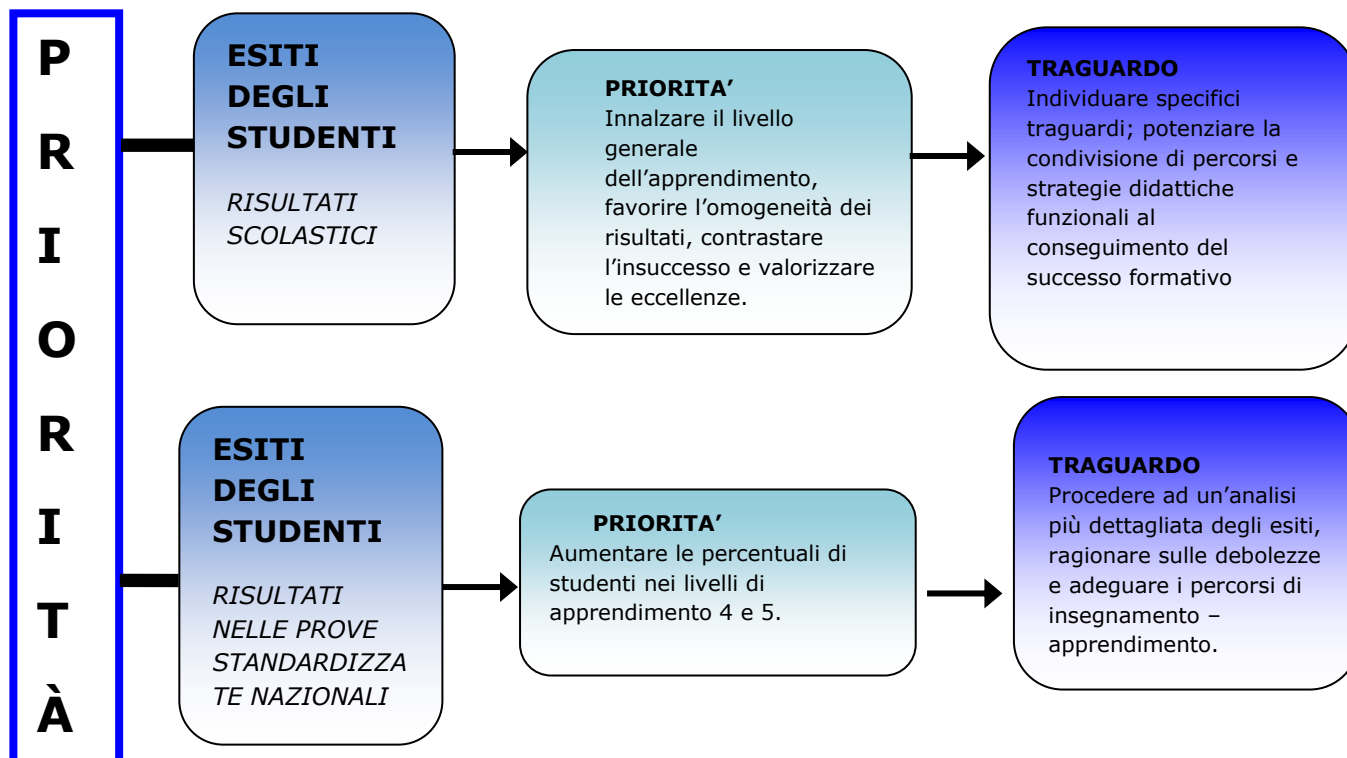 P
R
I
O
R
I
T
À
ESITI
DEGLI
STUDENTI
RISULTATI
SCOLASTICI
PRIORITA’
Innalzare il livello
generale
dell’apprendimento,
favorire l’omogeneità dei
risultati, contrastare
l’insuccesso e valorizzare
le eccellenze.
TRAGUARDO
Individuare specifici
traguardi; potenziare la
condivisione di percorsi e
strategie didattiche
funzionali al
conseguimento del
successo formativo
ESITI
DEGLI
STUDENTI
RISULTATI
NELLE PROVE
STANDARDIZZA
TE NAZIONALI
PRIORITA’
Aumentare le percentuali di
studenti nei livelli di
apprendimento 4 e 5.
TRAGUARDO
Procedere ad un’analisi
più dettagliata degli esiti,
ragionare sulle debolezze
e adeguare i percorsi di
insegnamento –
apprendimento.